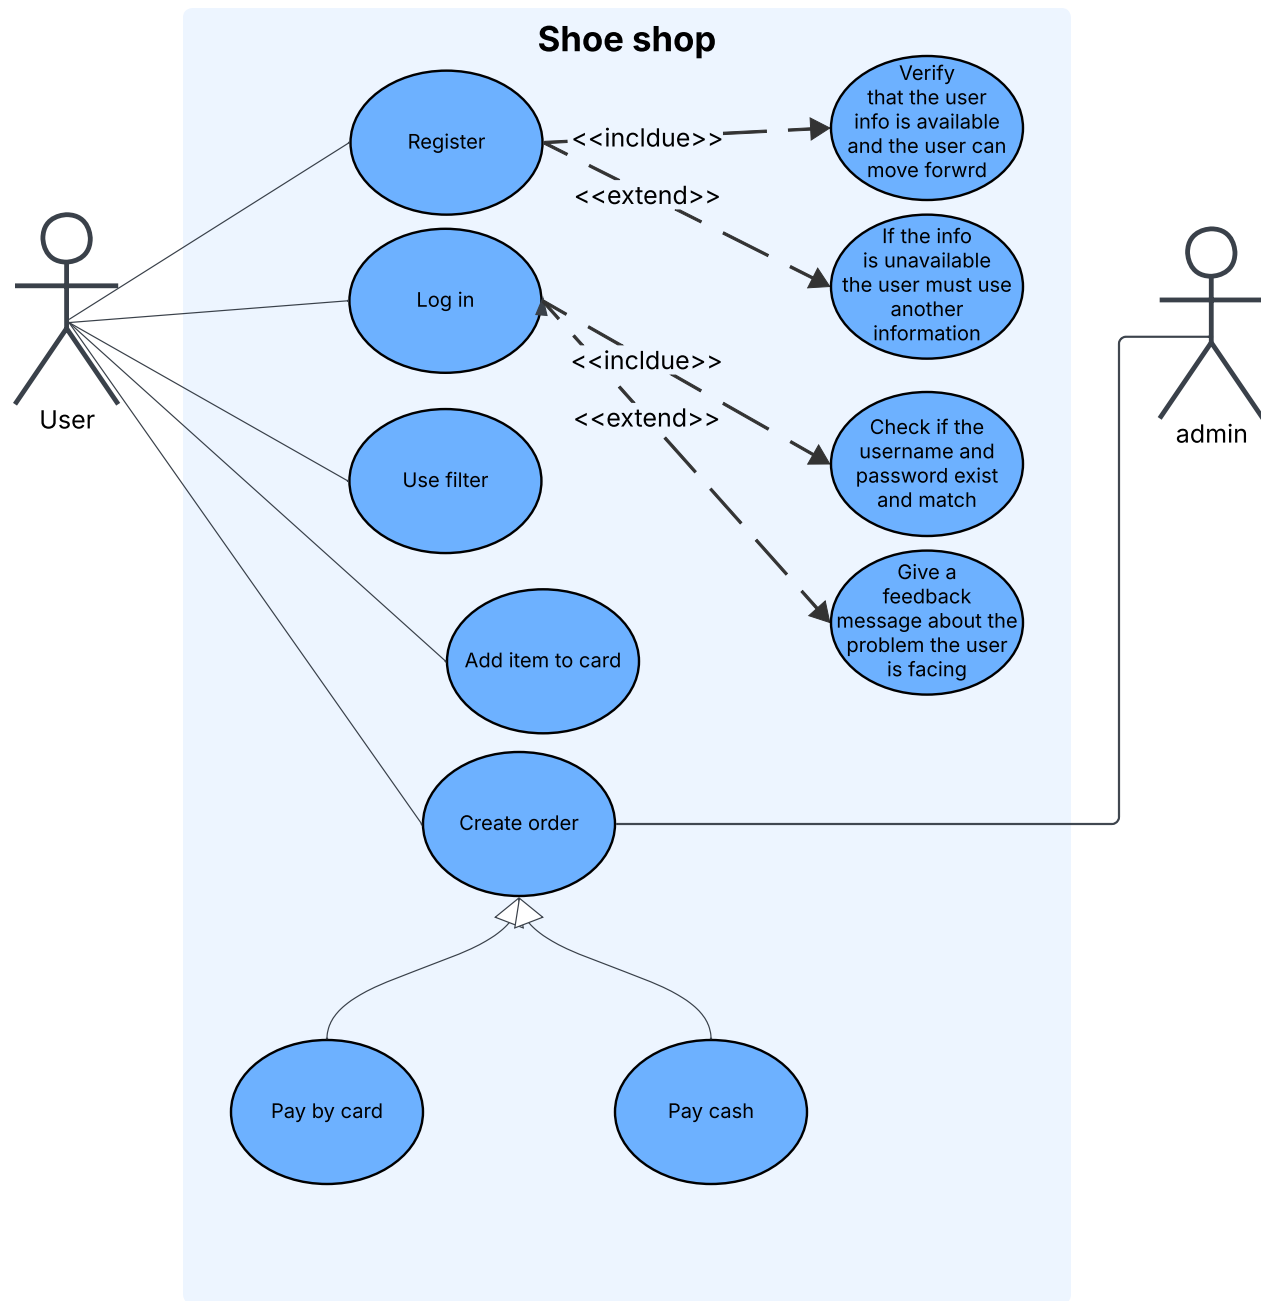 Shoe shop
Register
<<incldue>>
Verify
that the user
info is available
and the user can
move forwrd
<<extend>>
If the info
is unavailable
the user must use
another
information
Log in
<<incldue>>
Check if the
username and
password exist
and match
<<extend>>
Give a
feedback
message about the
problem the user
is facing
User
admin
Use filter
Add item to card
Create order
Pay by card
Pay cash